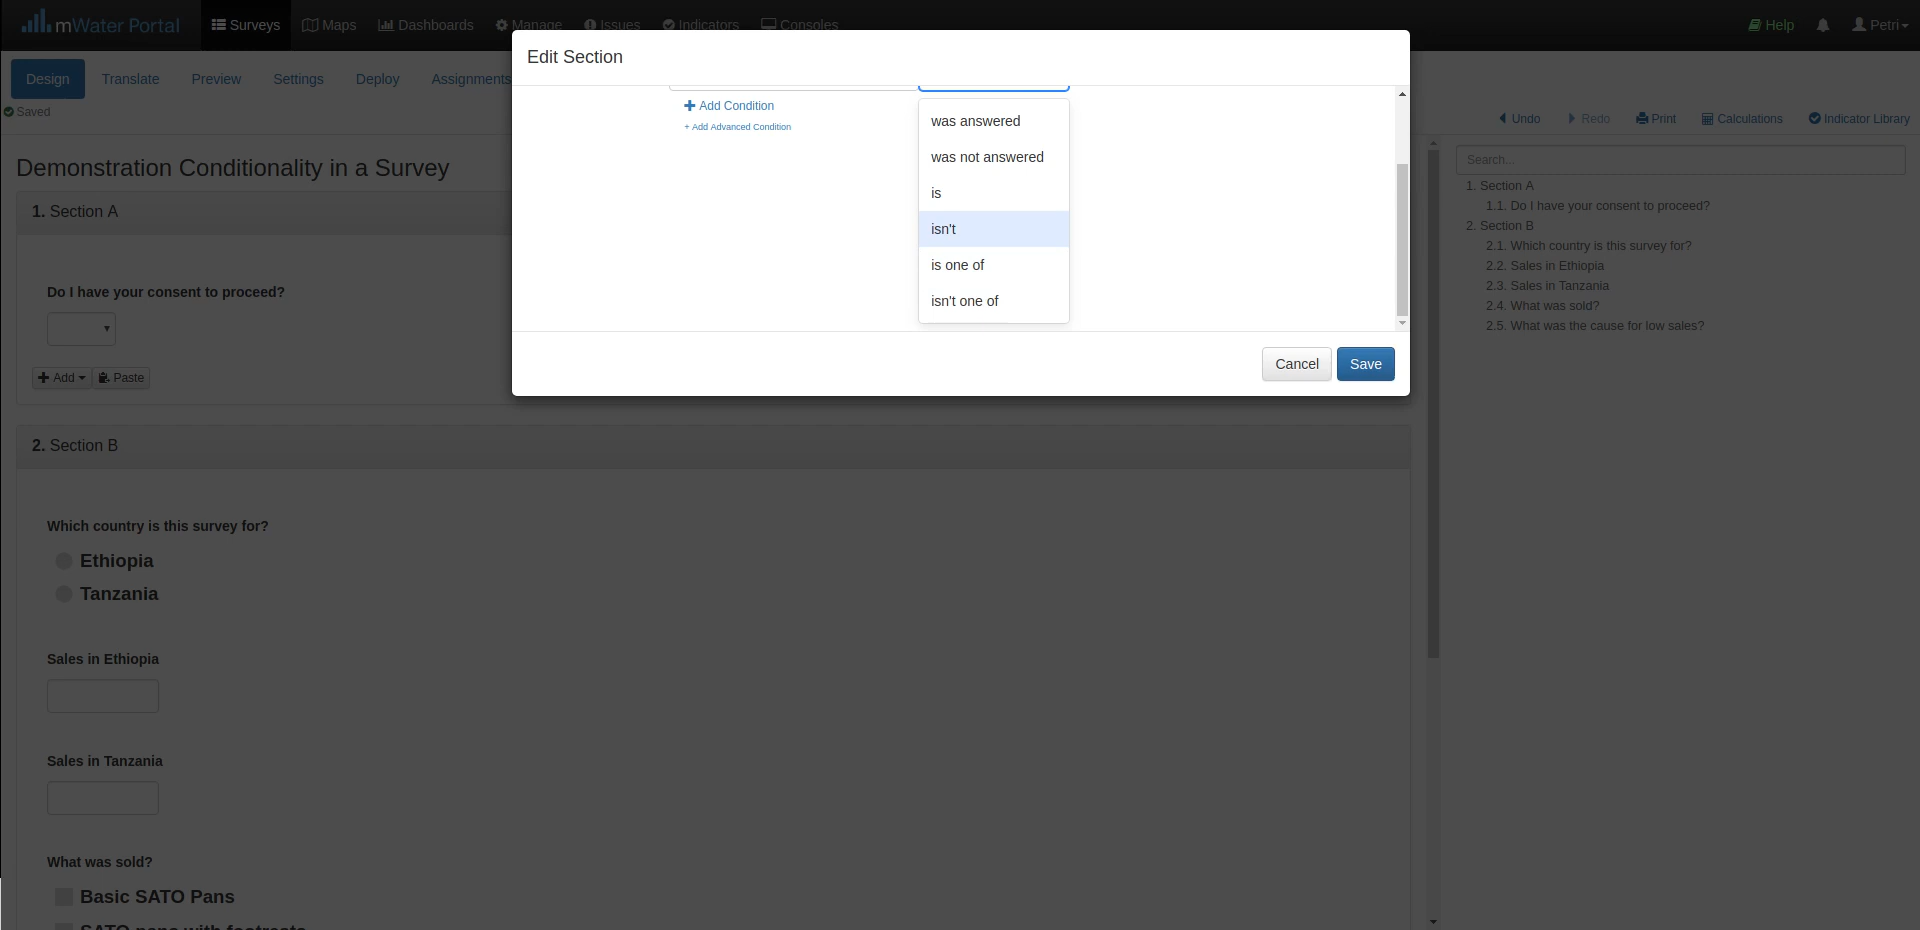 mWater Portal
Surveys
Maps
Dashboards
Manage
Issues
Indicators
Consoles
Help
Petri
Edit Section
Design
Translate
Preview
Settings
Deploy
Assignments
Saved
Undo
Redo
Print
Calculations
Indicator Library
Add Condition
+ Add Advanced Condition
was answered
was not answered
is
isn't
is one of
isn't one of
Cancel
Save
Demonstration Conditionality in a Survey
1. Section A
Do I have your consent to proceed?
Add
Paste
2. Section B
Which country is this survey for?
Ethiopia
Tanzania
Sales in Ethiopia
Sales in Tanzania
What was sold?
Basic SATO Pans
SATO pans with footrests
Search...
1. Section A
1.1. Do I have your consent to proceed?
2. Section B
2.1. Which country is this survey for?
2.2. Sales in Ethiopia
2.3. Sales in Tanzania
2.4. What was sold?
2.5. What was the cause for low sales?